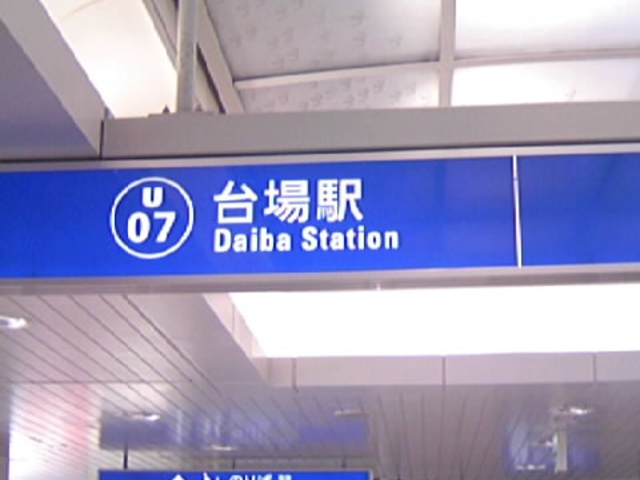 U
07
台場駅
Daiba Station